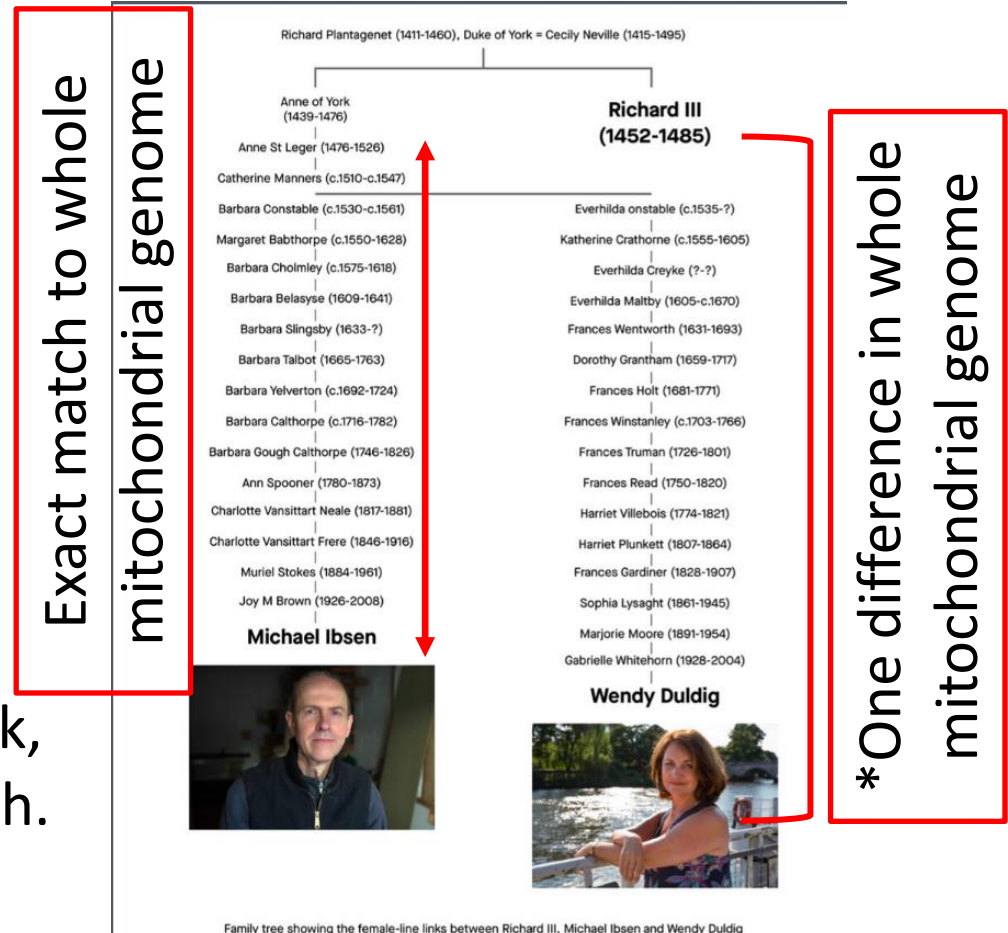 Exact match to whole
mitochondrial genome
k,
h.
Richard Plantagenet (1411-1460), Duke of York = Cecily Neville (1415-1495)
Anne of York
(1439-1476)
Anne St Leger (1476-1526)
Catherine Manners (c.1510-c.1547)
Barbara Constable (c.1530-c.1561)
Margaret Babthorpe (c.1550-1628)
Barbara Cholmley (c.1575-1618)
Barbara Belasyse (1609-1641)
Barbara Slingsby (1633-?)
Barbara Talbot (1665-1763)
Barbara Yelverton (c.1692-1724)
Barbara Calthorpe (c.1716-1782)
Barbara Gough Calthorpe (1746-1826)
Ann Spooner (1780-1873)
Charlotte Vansittart Neale (1817-1881)
Charlotte Vansittart Frere (1846-1916)
Muriel Stokes (1884-1961)
Joy M Brown (1926-2008)
Michael Ibsen
Richard III
(1452-1485)
Everhilda onstable (c.1535-?)
Katherine Crathorne (c.1555-1605)
Everhilda Creyke (?-?)
Everhilda Maltby (1605-c.1670)
Frances Wentworth (1631-1693)
Dorothy Grantham (1659-1717)
Frances Holt (1681-1771)
Frances Winstanley (c.1703-1766)
Frances Truman (1726-1801)
Frances Read (1750-1820)
Harriet Villebois (1774-1821)
Harriet Plunkett (1807-1864)
Frances Gardiner (1828-1907)
Sophia Lysaght (1861-1945)
Marjorie Moore (1891-1954)
Gabrielle Whitehorn (1928-2004)
Wendy Duldig
*One difference in whole
mitochondrial genome
Family tree showing the female-line links between Richard III, Michael Ibsen and Wendy Duldig